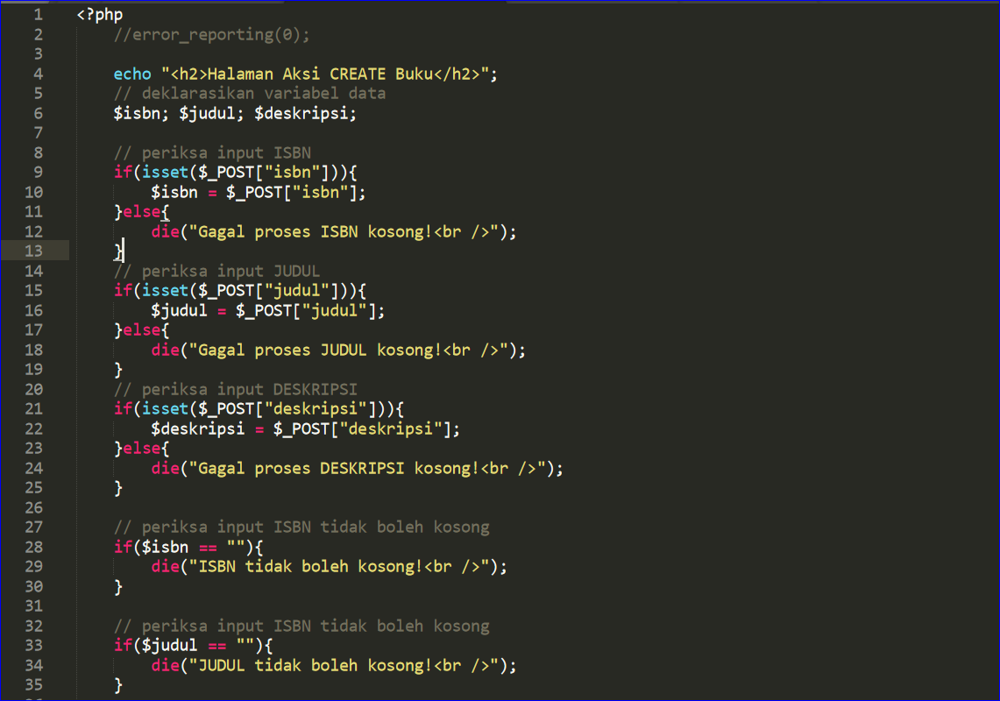 1 <?php
2 //error_reporting(0);
3
4 echo "<h2>Halaman Aksi CREATE Buku</h2>";
5 // deklarasikan variabel data
6 $isbn; $judul; $deskripsi;
7
8 // periksa input ISBN
9 if(isset($_POST["isbn"])){
10 $isbn = $_POST["isbn"];
11 }else{
12 die("Gagal proses ISBN kosong!<br />");
13 }
14 // periksa input JUDUL
15 if(isset($_POST["judul"])){
16 $judul = $_POST["judul"];
17 }else{
18 die("Gagal proses JUDUL kosong!<br />");
19 }
20 // periksa input DESKRIPSI
21 if(isset($_POST["deskripsi"])){
22 $deskripsi = $_POST["deskripsi"];
23 }else{
24 die("Gagal proses DESKRIPSI kosong!<br />");
25 }
26
27 // periksa input ISBN tidak boleh kosong
28 if($isbn == ""){
29 die("ISBN tidak boleh kosong!<br />");
30 }
31
32 // periksa input ISBN tidak boleh kosong
33 if($judul == ""){
34 die("JUDUL tidak boleh kosong!<br />");
35 }